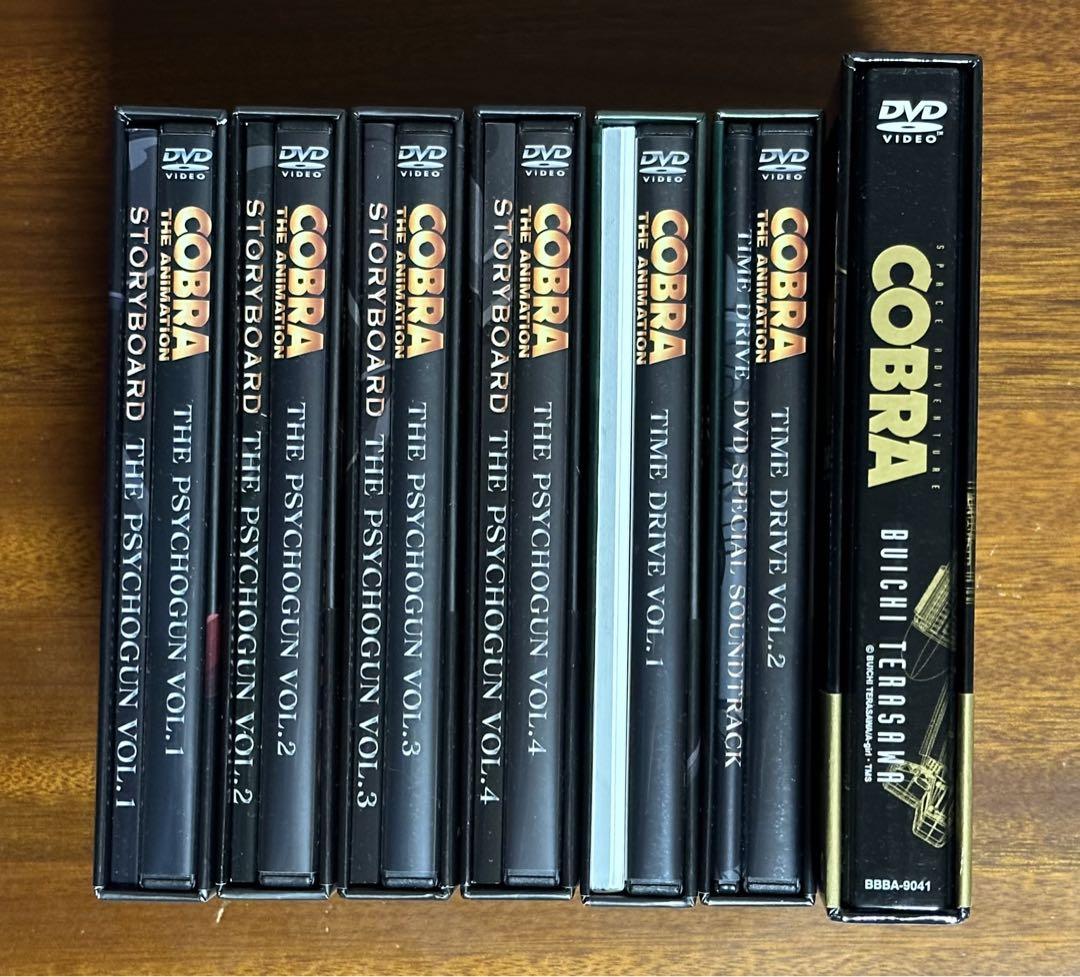 STORYBOARD THE PSYCHOGUN VOL.1
DVD
VIDEO
COBRA
THE ANIMATION
THE PSYCHOGUN VOL.1
STORYBOARD THE PSYCHOGUN VOL.2
DVD
VIDEO
COBRA
THE ANIMATION
THE PSYCHOGUN VOL.2
STORYBOARD THE PSYCHOGUN VOL.3
DVD
VIDEO
COBRA
THE ANIMATION
THE PSYCHOGUN VOL.3
STORYBOARD THE PSYCHOGUN VOL.4
DVD
VIDEO
COBRA
THE ANIMATION
THE PSYCHOGUN VOL.4
DVD
VIDEO
COBRA
THE ANIMATION
TIME DRIVE VOL.1
TIME DRIVE DVD SPECIAL SOUNDTRACK
DVD
VIDEO
COBRA
THE ANIMATION
TIME DRIVE VOL.2
DVD
VIDEO
SPACE ADVENTURE
COBRA
BUICHI TERASAWA
© BUICHI TERASAWA/A-girl・TMS
BBBA-9041